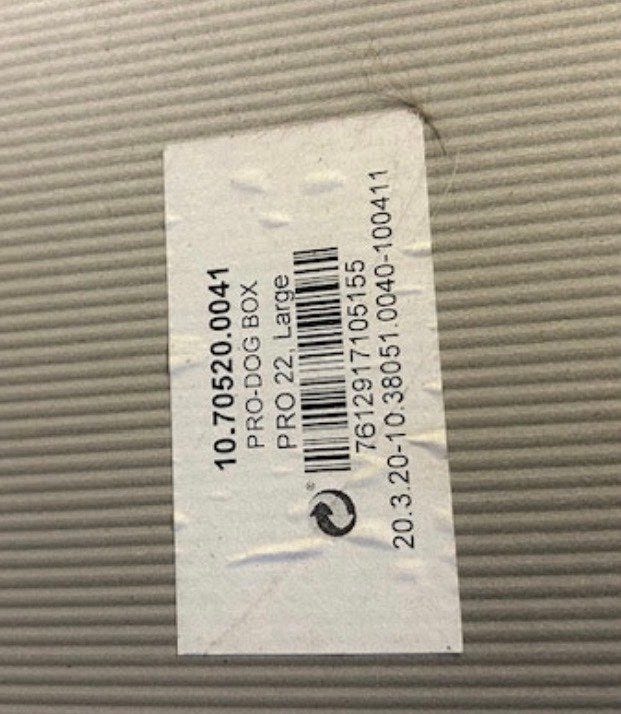 10.70520.0041
PRO-DOG BOX
PRO 22, Large
7612917105155
20.3.20-10.38051.0040-100411